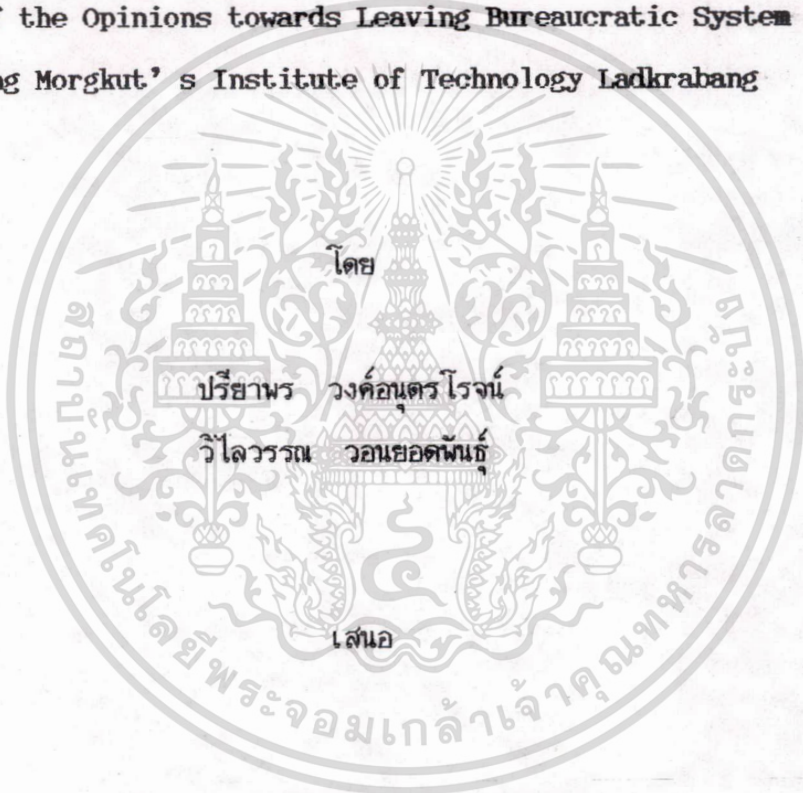 f the Opinions towards Leaving Bureaucratic System
ng Morgkut' s Institute of Technology Ladkrabang
โดย
ปรียาพร วงค์อนุตรโรจน์
วิไลวรรณ วอนยอดพันธุ์
เสนอ
สถาบันเทคโนโลยีพระจอมเกล้าเจ้าคุณทหารลาดกระบัง